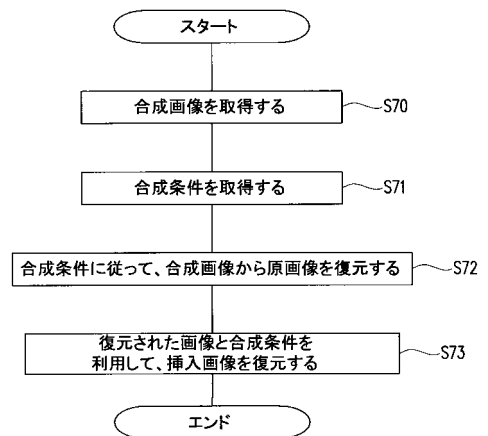 スタート
合成画像を取得する
S70
合成条件を取得する
S71
合成条件に従って、合成画像から原画像を復元する
S72
復元された画像と合成条件を
利用して、挿入画像を復元する
S73
エンド